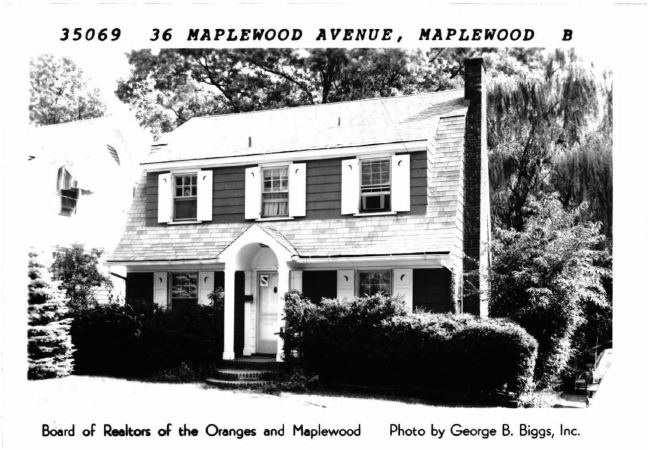 35069 36 MAPLEWOOD AVENUE, MAPLEWOOD B
Board of Realtors of the Oranges and Maplewood Photo by George B. Biggs, Inc.